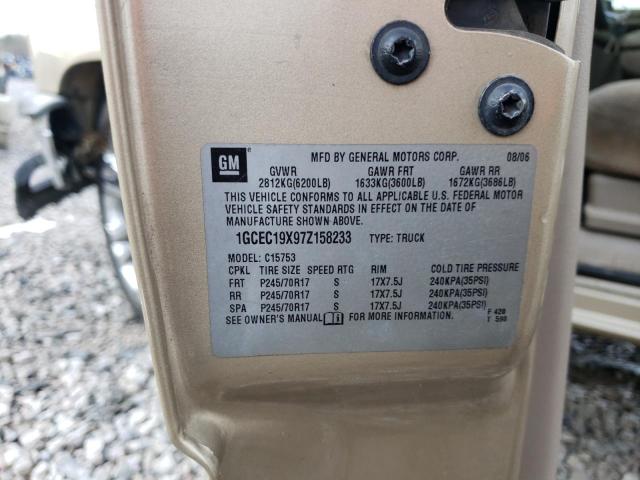 GM
MFD BY GENERAL MOTORS CORP. 08/06
GVWR GAWR FRT GAWR RR
2812KG(6200LB) 1633KG(3600LB) 1672KG(3686LB)
THIS VEHICLE CONFORMS TO ALL APPLICABLE U.S. FEDERAL MOTOR
VEHICLE SAFETY STANDARDS IN EFFECT ON THE DATE OF
MANUFACTURE SHOWN ABOVE.
1GCEC19X97Z158233 TYPE: TRUCK
MODEL: C15753
CPKL TIRE SIZE SPEED RTG RIM COLD TIRE PRESSURE
FRT P245/70R17 S 17X7.5J 240KPA(35PSI)
RR P245/70R17 S 17X7.5J 240KPA(35PSI)
SPA P245/70R17 S 17X7.5J 240KPA(35PSI)
SEE OWNER'S MANUAL FOR MORE INFORMATION.
F 420
T 590